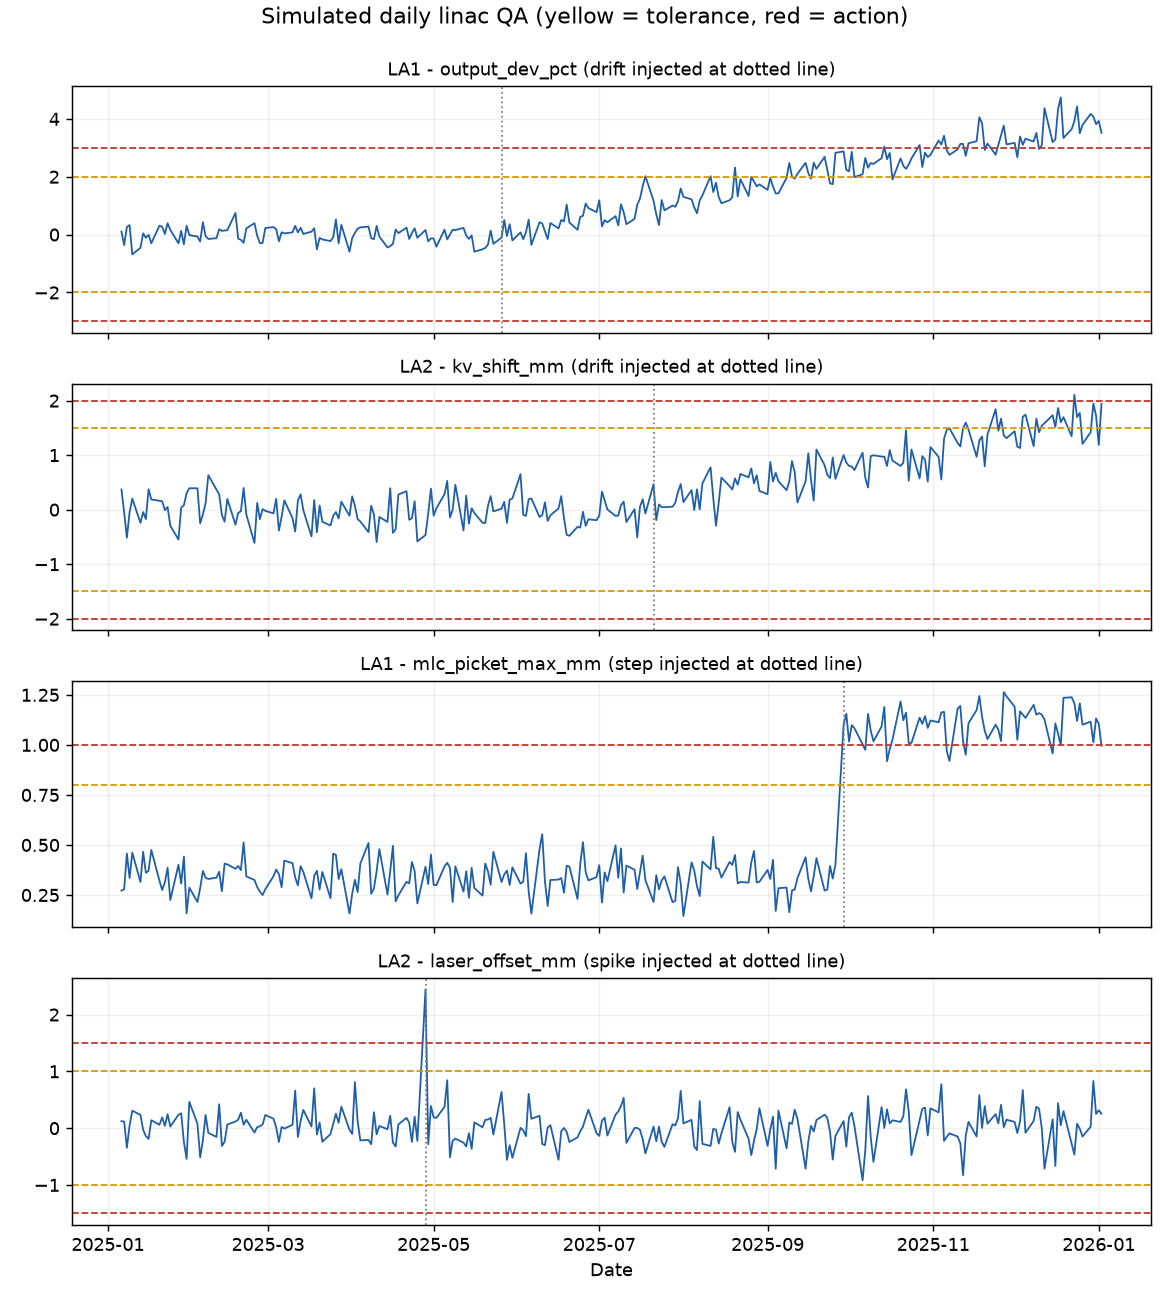 Simulated daily linac QA (yellow = tolerance, red = action)
LA1 - output_dev_pct (drift injected at dotted line)
4
2
0
−2
LA2 - kv_shift_mm (drift injected at dotted line)
2
1
0
−1
−2
LA1 - mlc_picket_max_mm (step injected at dotted line)
1.25
1.00
0.75
0.50
0.25
LA2 - laser_offset_mm (spike injected at dotted line)
2
1
0
−1
2025-01 2025-03 2025-05 2025-07 2025-09 2025-11 2026-01
Date